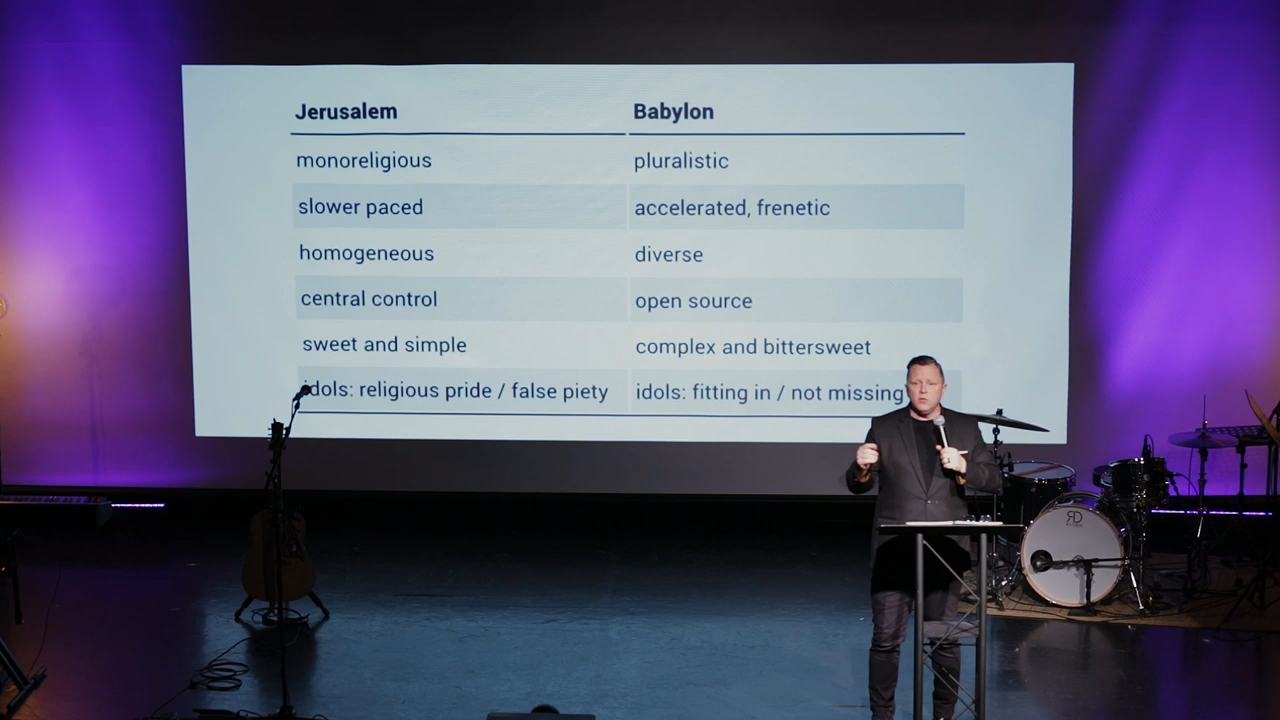 Jerusalem Babylon
monoreligious pluralistic
slower paced accelerated, frenetic
homogeneous diverse
central control open source
sweet and simple complex and bittersweet
idols: religious pride / false piety idols: fitting in / not missing